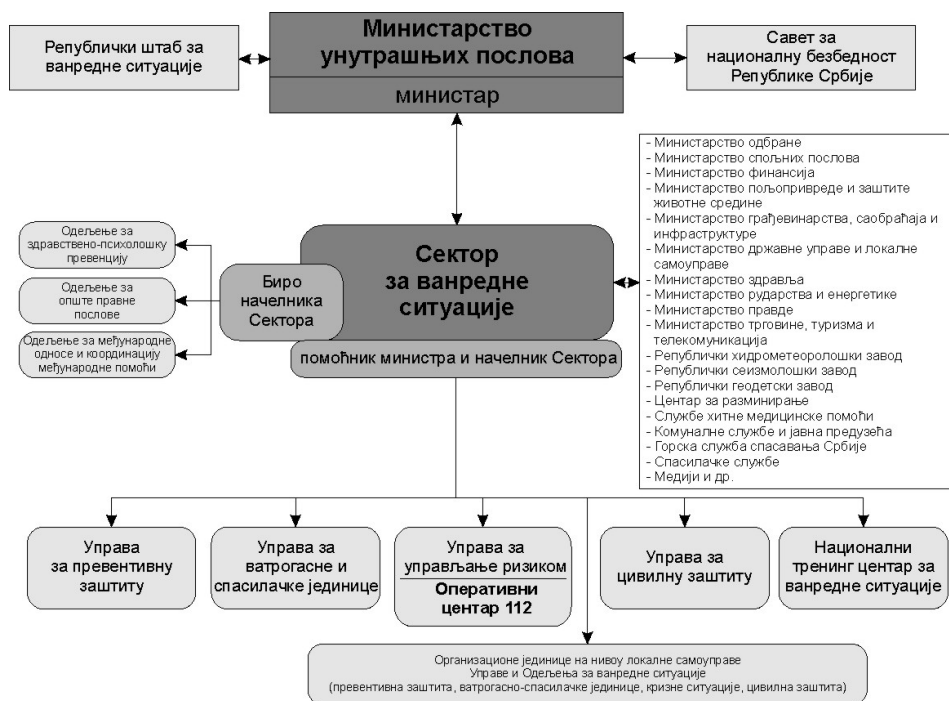 Министарство
унутрашњих послова
министар
Републички штаб за
ванредне ситуације
Савет за
националну безбедност
Републике Србије
- Министарство одбране
- Министарство спољних послова
- Министарство финансија
- Министарство пољопривреде и заштите
животне средине
- Министарство грађевинарства, саобраћаја и
инфраструктуре
- Министарство државне управе и локалне
самоуправе
- Министарство здравља
- Министарство рударства и енергетике
- Министарство правде
- Министарство трговине, туризма и
телекомуникација
- Републички хидрометеоролошки завод
- Републички сеизмолошки завод
- Републички геодетски завод
- Центар за разминирање
- Службе хитне медицинске помоћи
- Комуналне службе и јавна предузећа
- Горска служба спасавања Србије
- Спасилачке службе
- Медији и др.
Сектор
за ванредне
ситуације
помоћник министра и начелник Сектора
Биро
начелника
Сектора
Одељење за
здравствено-психолошку
превенцију
Одељење за
опште правне
послове
Одељење за међународне
односе и координацију
међународне помоћи
Управа
за превентивну
заштиту
Управа за
ватрогасне и
спасилачке јединице
Управа за
управљање ризиком
Оперативни
центар 112
Управа за
цивилну заштиту
Национални
тренинг центар за
ванредне ситуације
Организационе јединице на нивоу локалне самоуправе
Управе и Одељења за ванредне ситуације
(превентивна заштита, ватрогасно-спасилачке јединице, кризне ситуације, цивилна заштита)